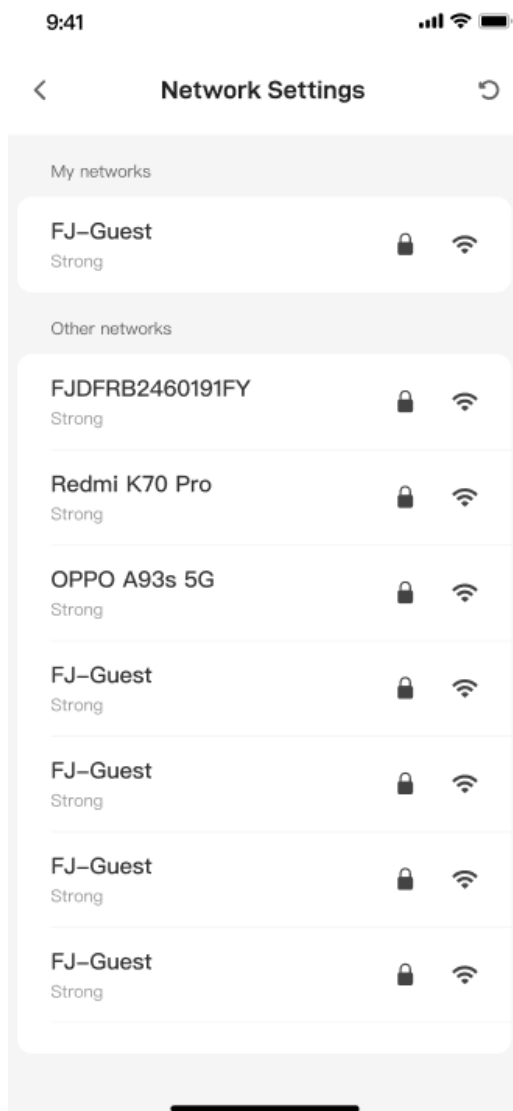 9:41
Network Settings
My networks
FJ–Guest
Strong
Other networks
FJDFRB2460191FY
Strong
Redmi K70 Pro
Strong
OPPO A93s 5G
Strong
FJ–Guest
Strong
FJ–Guest
Strong
FJ–Guest
Strong
FJ–Guest
Strong